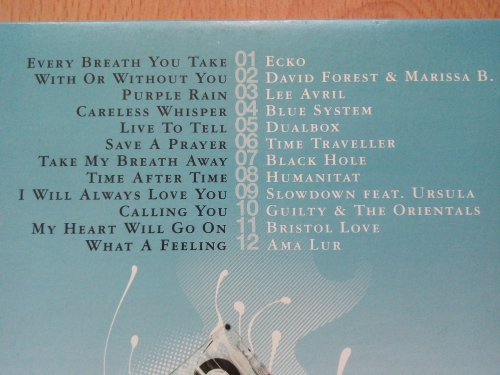 Every Breath You Take 01 Ecko
With Or Without You 02 David Forest & Marissa B.
Purple Rain 03 Lee Avril
Careless Whisper 04 Blue System
Live To Tell 05 Dualbox
Save A Prayer 06 Time Traveller
Take My Breath Away 07 Black Hole
Time After Time 08 Humanitat
I Will Always Love You 09 Slowdown feat. Ursula
Calling You 10 Guilty & The Orientals
My Heart Will Go On 11 Bristol Love
What A Feeling 12 Ama Lur